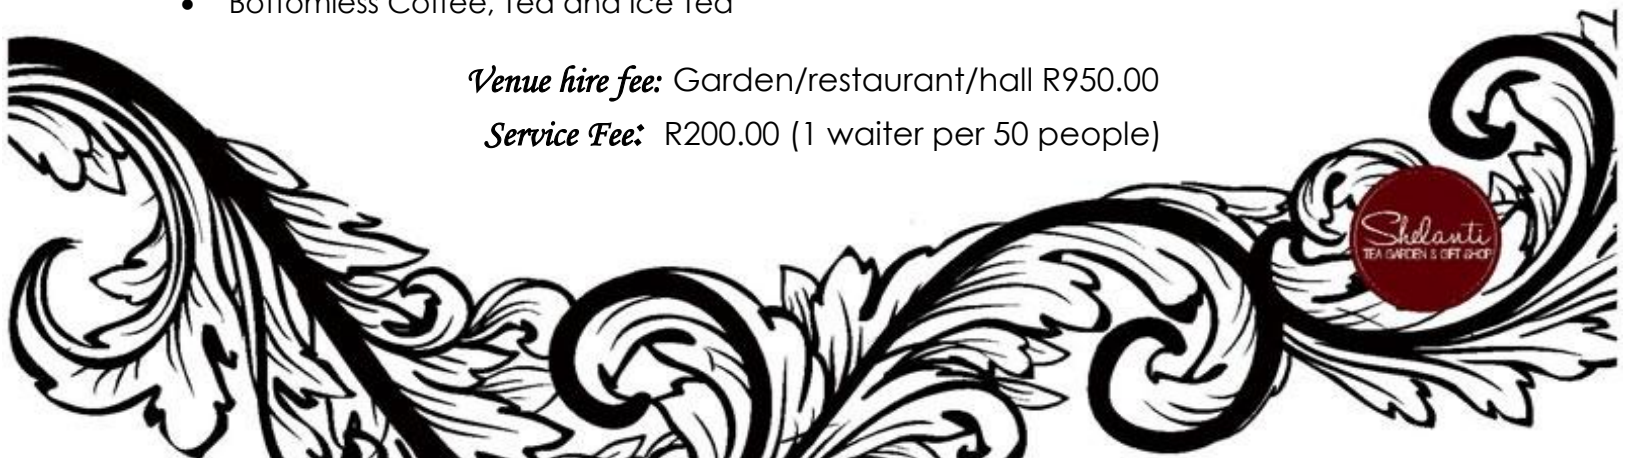 • Bottomless Coffee, Tea and Ice Tea
Venue hire fee: Garden/restaurant/hall R950.00
Service Fee: R200.00 (1 waiter per 50 people)
Shelanti
TEA GARDEN & GIFT SHOP